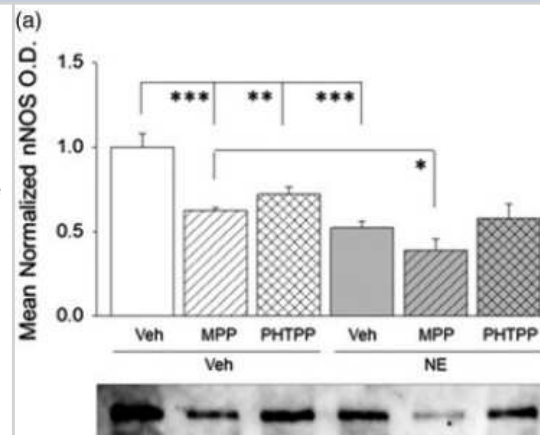 (a)
Mean Normalized nNOS O.D.
1.5
*** ** ***
1.0
*
0.5
0.0
Veh MPP PHTPP Veh MPP PHTPP
Veh NE